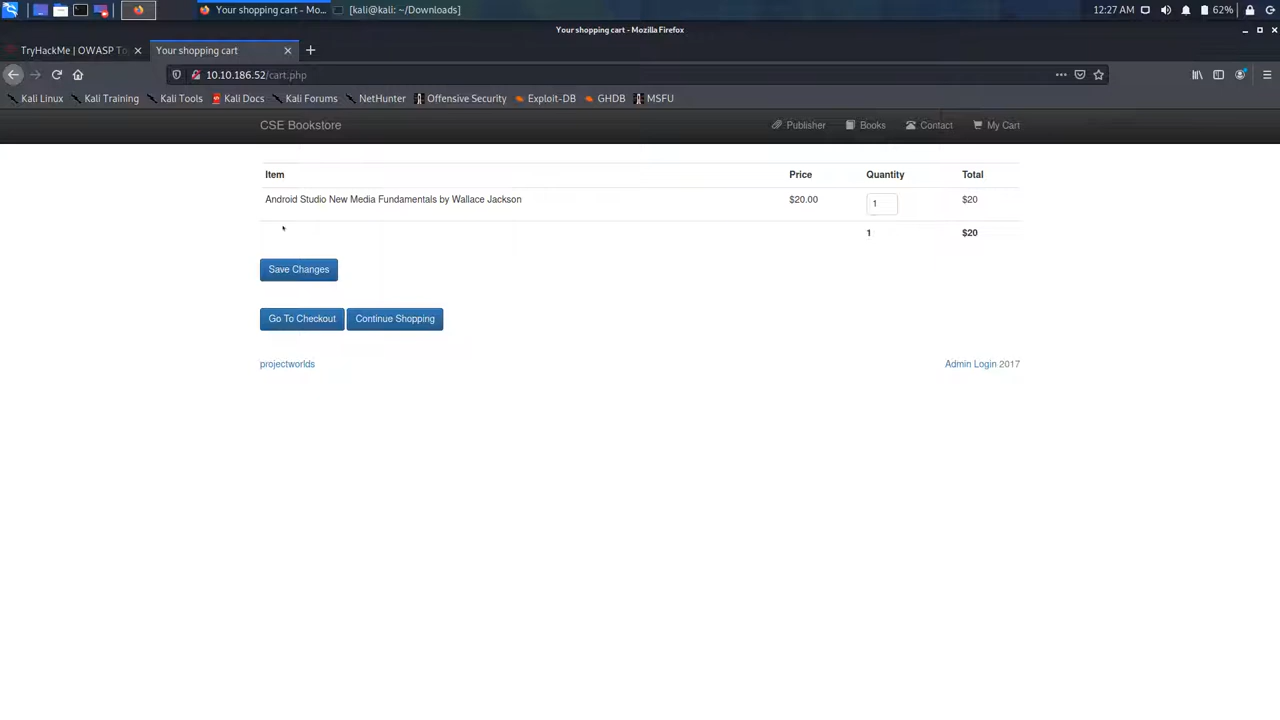 Your shopping cart - Mo...
[kali@kali: ~/Downloads]
12:27 AM
62%
Your shopping cart - Mozilla Firefox
TryHackMe | OWASP To
Your shopping cart
10.10.186.52/cart.php
Kali Linux
Kali Training
Kali Tools
Kali Docs
Kali Forums
NetHunter
Offensive Security
Exploit-DB
GHDB
MSFU
CSE Bookstore
Publisher
Books
Contact
My Cart
Item Price Quantity Total
Android Studio New Media Fundamentals by Wallace Jackson $20.00 1 $20
1 $20
Save Changes
Go To Checkout
Continue Shopping
projectworlds
Admin Login 2017